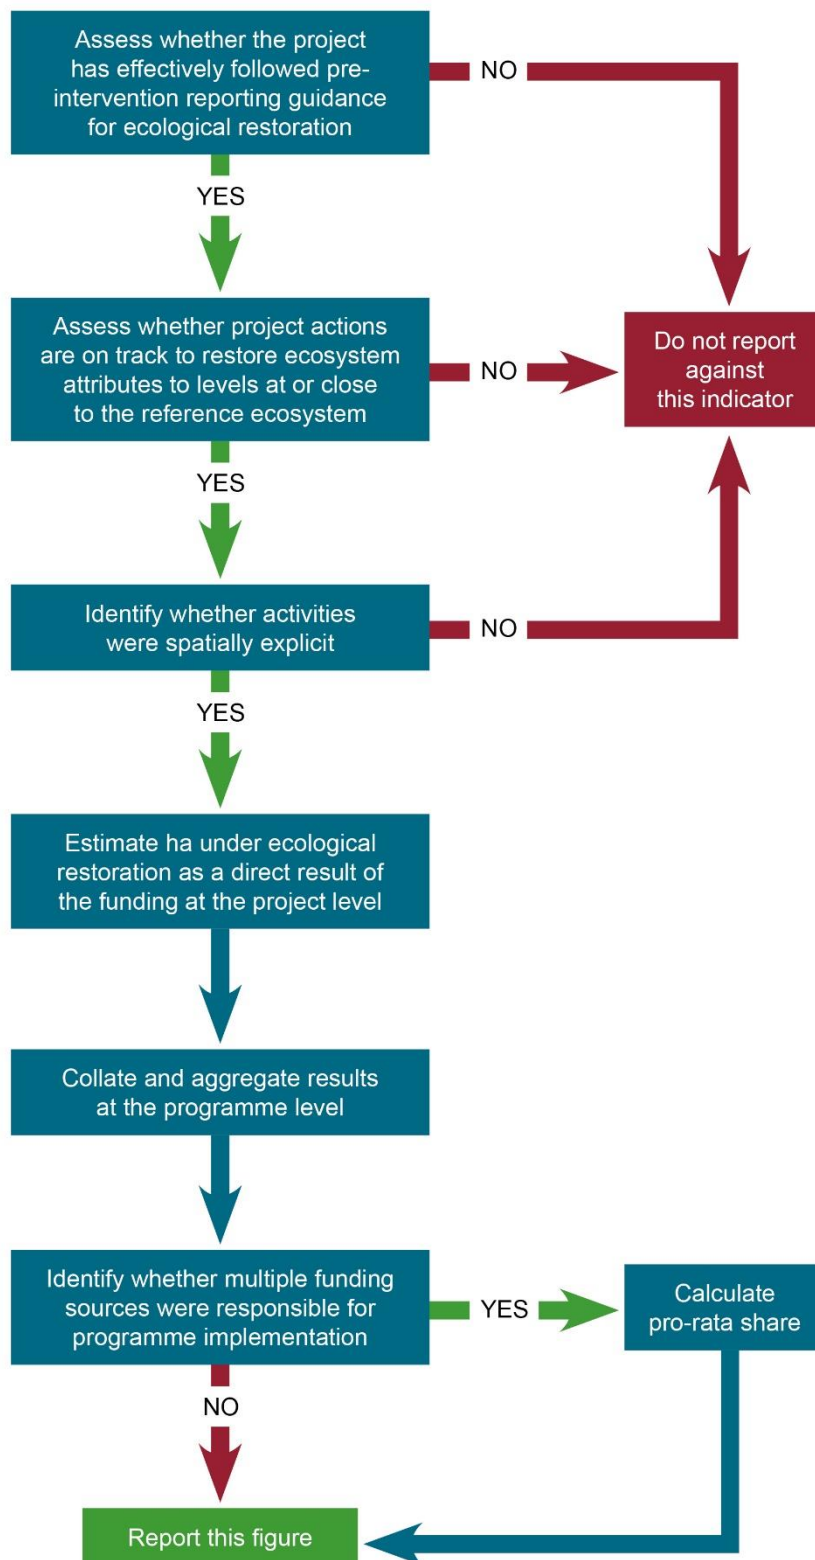 Assess whether the project
has effectively followed pre-
intervention reporting guidance
for ecological restoration
NO
YES
Assess whether project actions
are on track to restore ecosystem
attributes to levels at or close
to the reference ecosystem
NO
Do not report
against
this indicator
YES
Identify whether activities
were spatially explicit
NO
YES
Estimate ha under ecological
restoration as a direct result of
the funding at the project level
Collate and aggregate results
at the programme level
Identify whether multiple funding
sources were responsible for
programme implementation
YES
Calculate
pro-rata share
NO
Report this figure